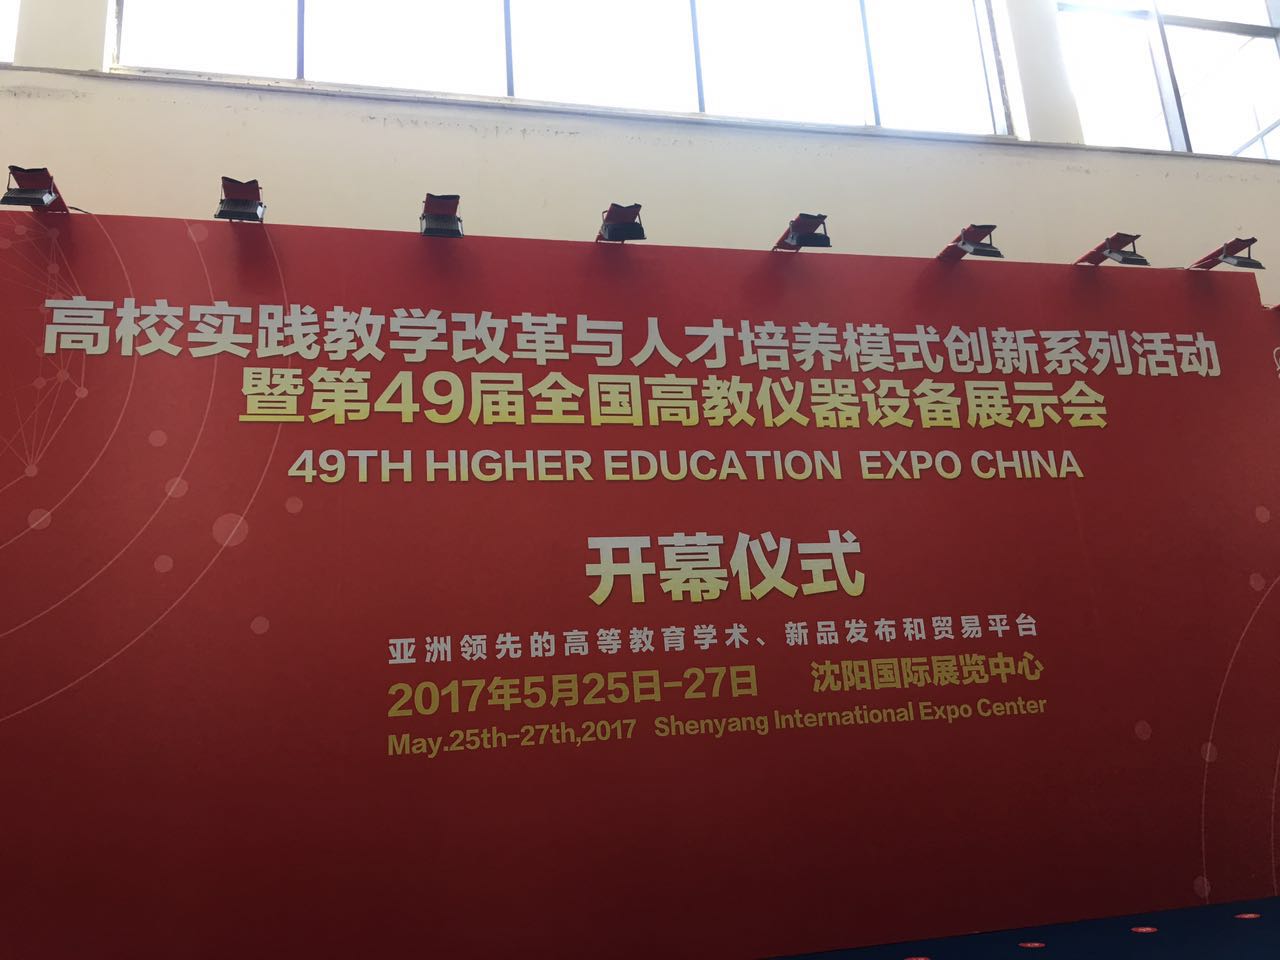 高校实践教学改革与人才培养模式创新系列活动
暨第49届全国高教仪器设备展示会
49TH HIGHER EDUCATION EXPO CHINA
开幕仪式
亚洲领先的高等教育学术、新品发布和贸易平台
2017年5月25日-27日 沈阳国际展览中心
May.25th-27th,2017 Shenyang International Expo Center